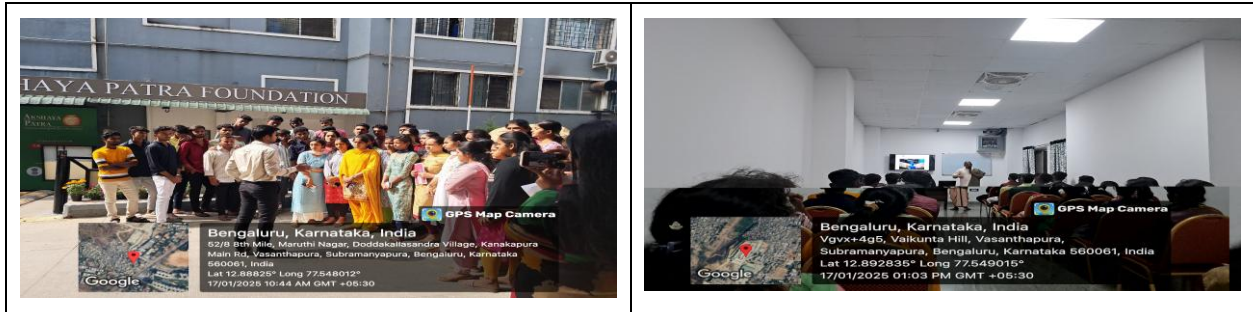 HAYA PATRA FOUNDATION
AKSHAYA
PATRA
GPS Map Camera
Bengaluru, Karnataka, India
52/8 8th Mile, Maruthi Nagar, Doddakallasandra Village, Kanakapura
Main Rd, Vasanthapura, Subramanyapura, Bengaluru, Karnataka
560061, India
Lat 12.88825° Long 77.548012°
17/01/2025 10:44 AM GMT +05:30
Google
GPS Map Camera
Bengaluru, Karnataka, India
Vgvx+4g5, Vaikunta Hill, Vasanthapura,
Subramanyapura, Bengaluru, Karnataka 560061, India
Lat 12.892835° Long 77.549015°
17/01/2025 01:03 PM GMT +05:30
Google